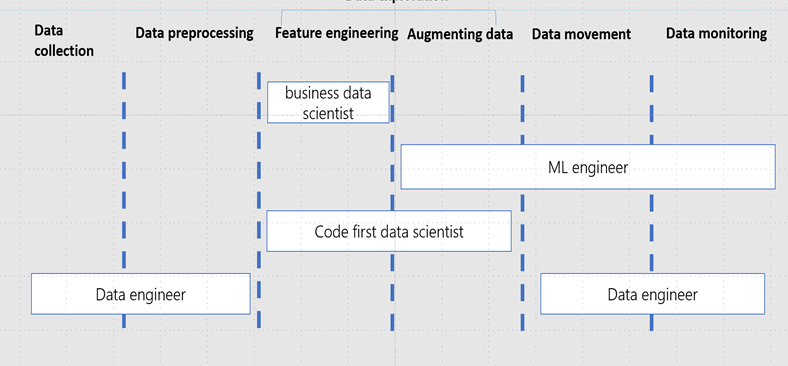 Data
collection
Data preprocessing
Feature engineering
Augmenting data
Data movement
Data monitoring
business data
scientist
ML engineer
Code first data scientist
Data engineer
Data engineer